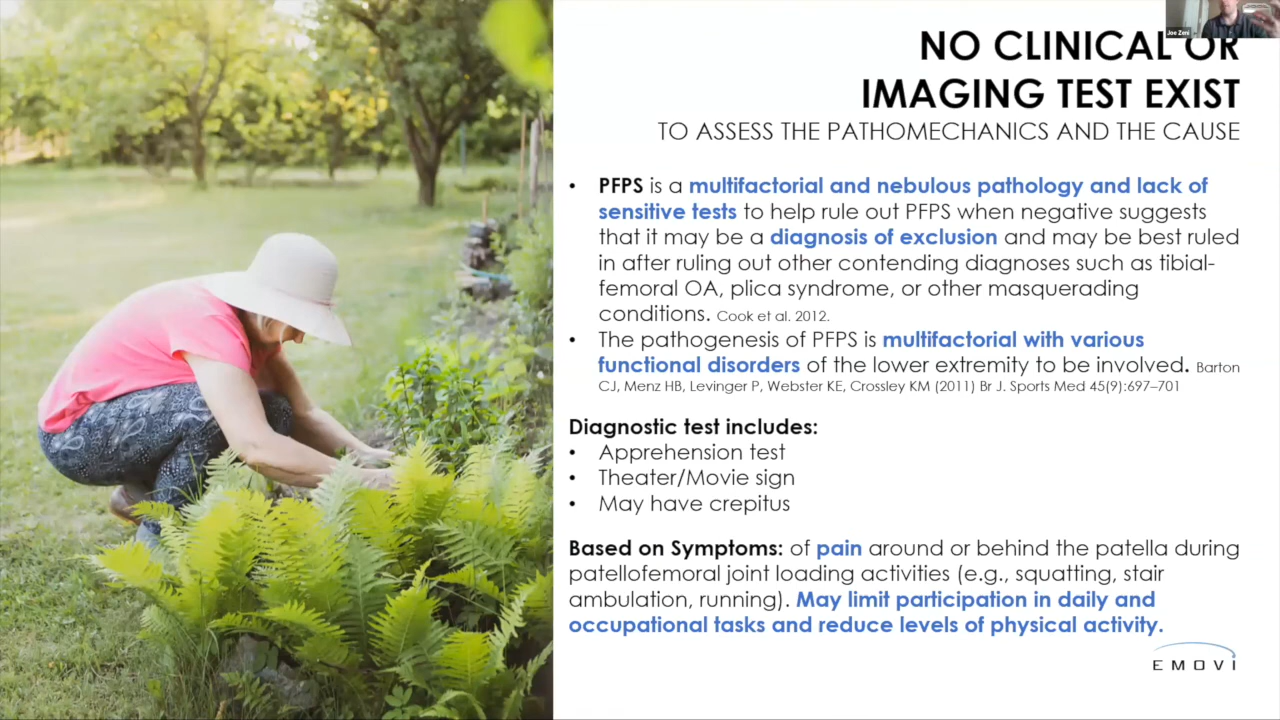 Joe Zeni
NO CLINICAL OR
IMAGING TEST EXIST
TO ASSESS THE PATHOMECHANICS AND THE CAUSE
• PFPS is a multifactorial and nebulous pathology and lack of
sensitive tests to help rule out PFPS when negative suggests
that it may be a diagnosis of exclusion and may be best ruled
in after ruling out other contending diagnoses such as tibial-
femoral OA, plica syndrome, or other masquerading
conditions. Cook et al. 2012.
• The pathogenesis of PFPS is multifactorial with various
functional disorders of the lower extremity to be involved. Barton
CJ, Menz HB, Levinger P, Webster KE, Crossley KM (2011) Br J. Sports Med 45(9):697–701
Diagnostic test includes:
• Apprehension test
• Theater/Movie sign
• May have crepitus
Based on Symptoms: of pain around or behind the patella during
patellofemoral joint loading activities (e.g., squatting, stair
ambulation, running). May limit participation in daily and
occupational tasks and reduce levels of physical activity.
EMOVI